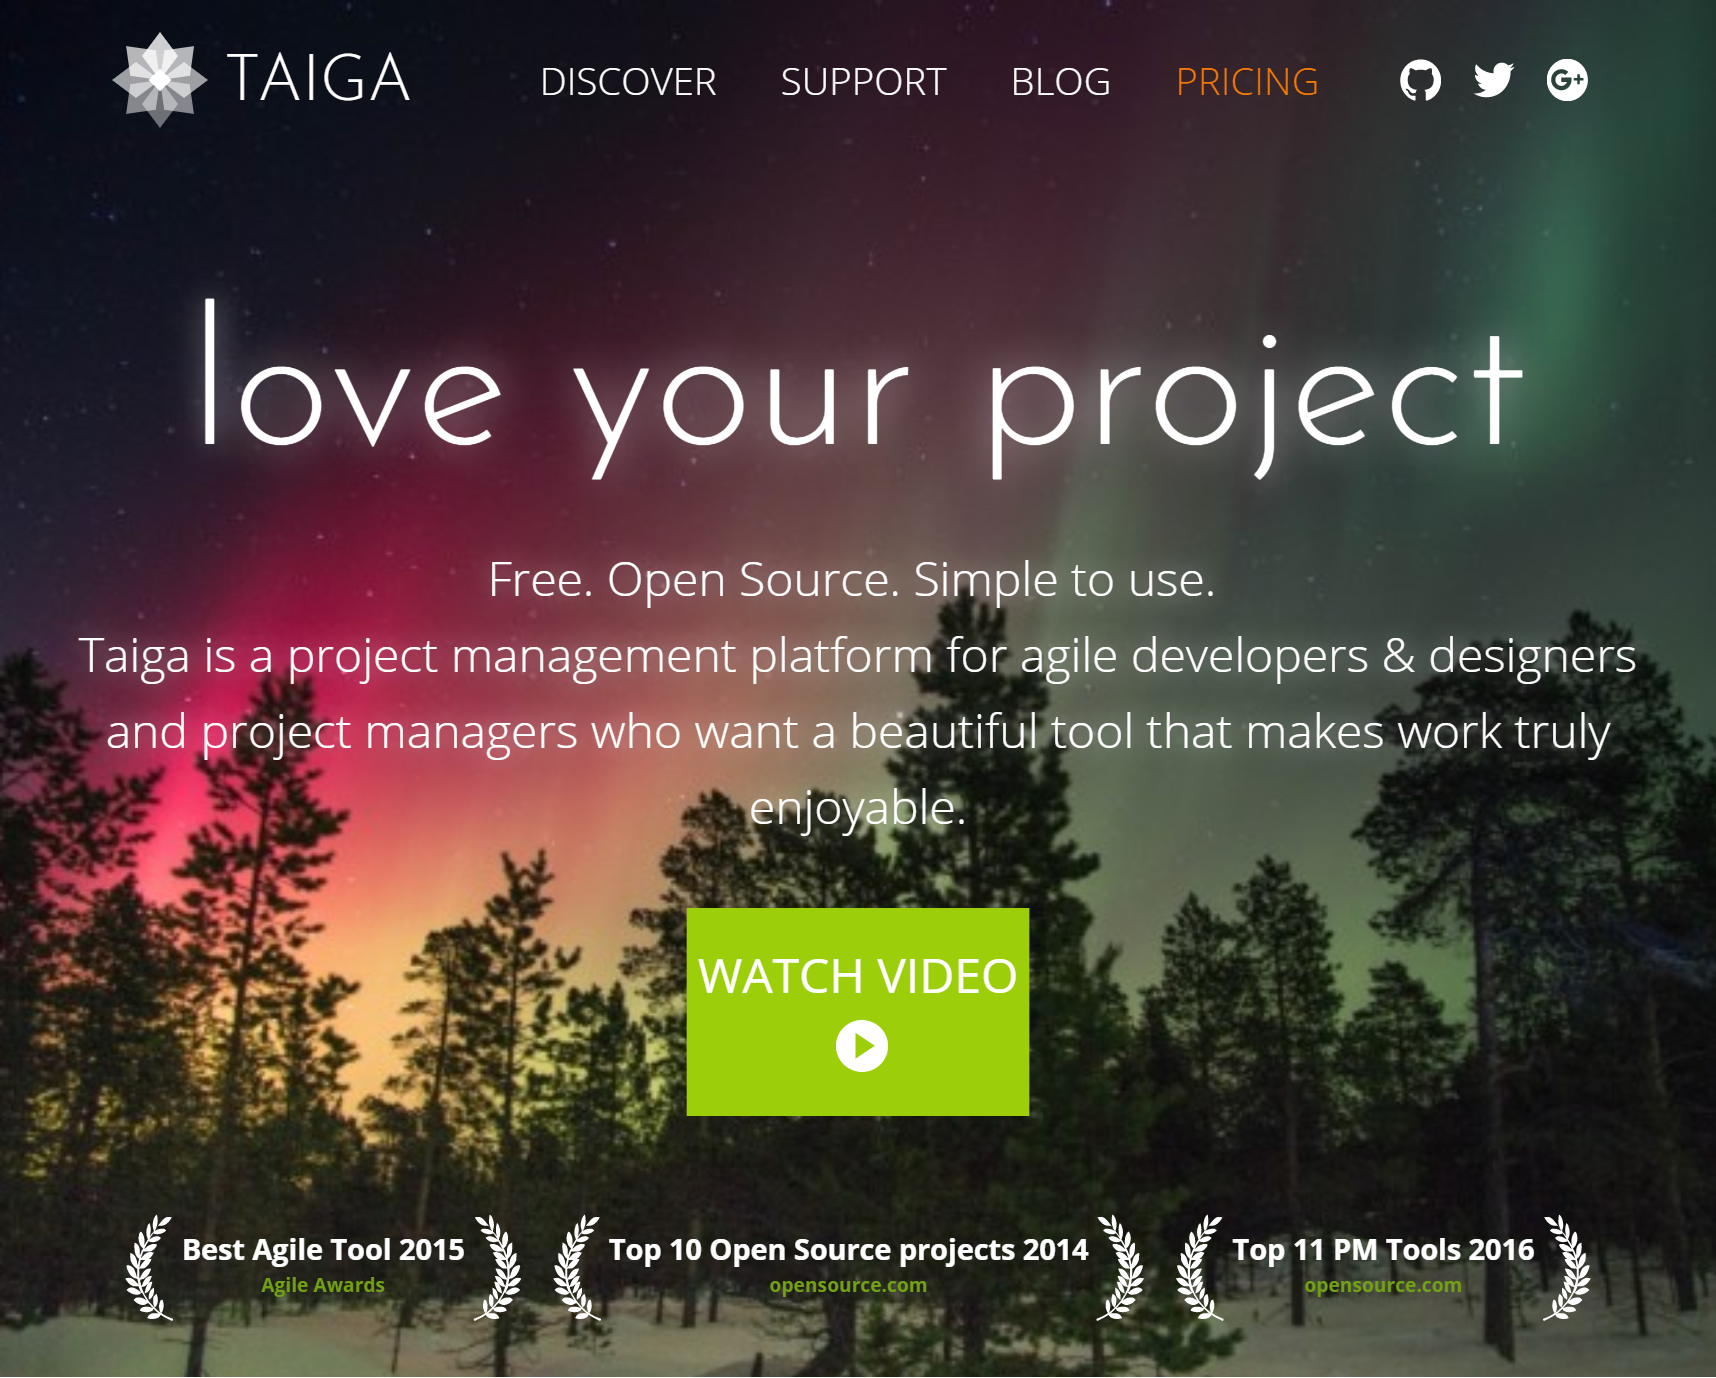 TAIGA
DISCOVER SUPPORT BLOG PRICING
love your project
Free. Open Source. Simple to use.
Taiga is a project management platform for agile developers & designers
and project managers who want a beautiful tool that makes work truly
enjoyable.
WATCH VIDEO
Best Agile Tool 2015
Agile Awards
Top 10 Open Source projects 2014
opensource.com
Top 11 PM Tools 2016
opensource.com